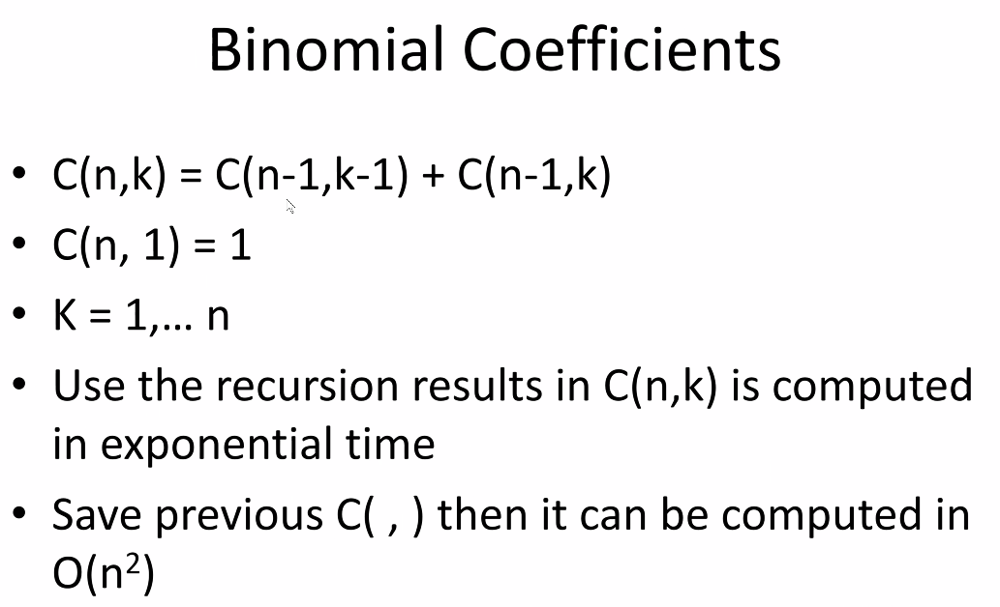 Binomial Coefficients
• C(n,k) = C(n-1,k-1) + C(n-1,k)
• C(n, 1) = 1
• K = 1,... n
• Use the recursion results in C(n,k) is computed
in exponential time
• Save previous C( , ) then it can be computed in
O(n²)